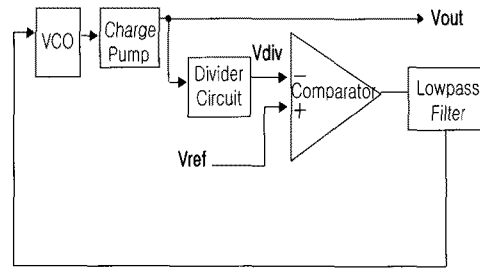 VCO
Charge
Pump
Vout
Divider
Circuit
Vdiv
Comparator
−
+
Vref
Lowpass
Filter